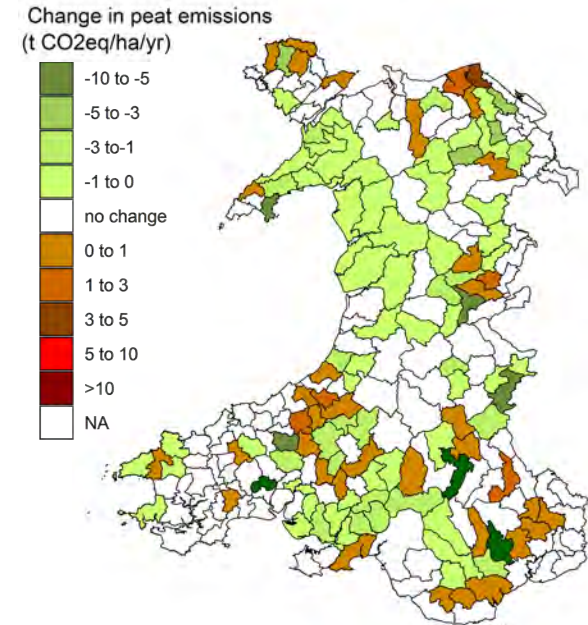 Change in peat emissions
(t CO2eq/ha/yr)
-10 to -5
-5 to -3
-3 to-1
-1 to 0
no change
0 to 1
1 to 3
3 to 5
5 to 10
>10
NA